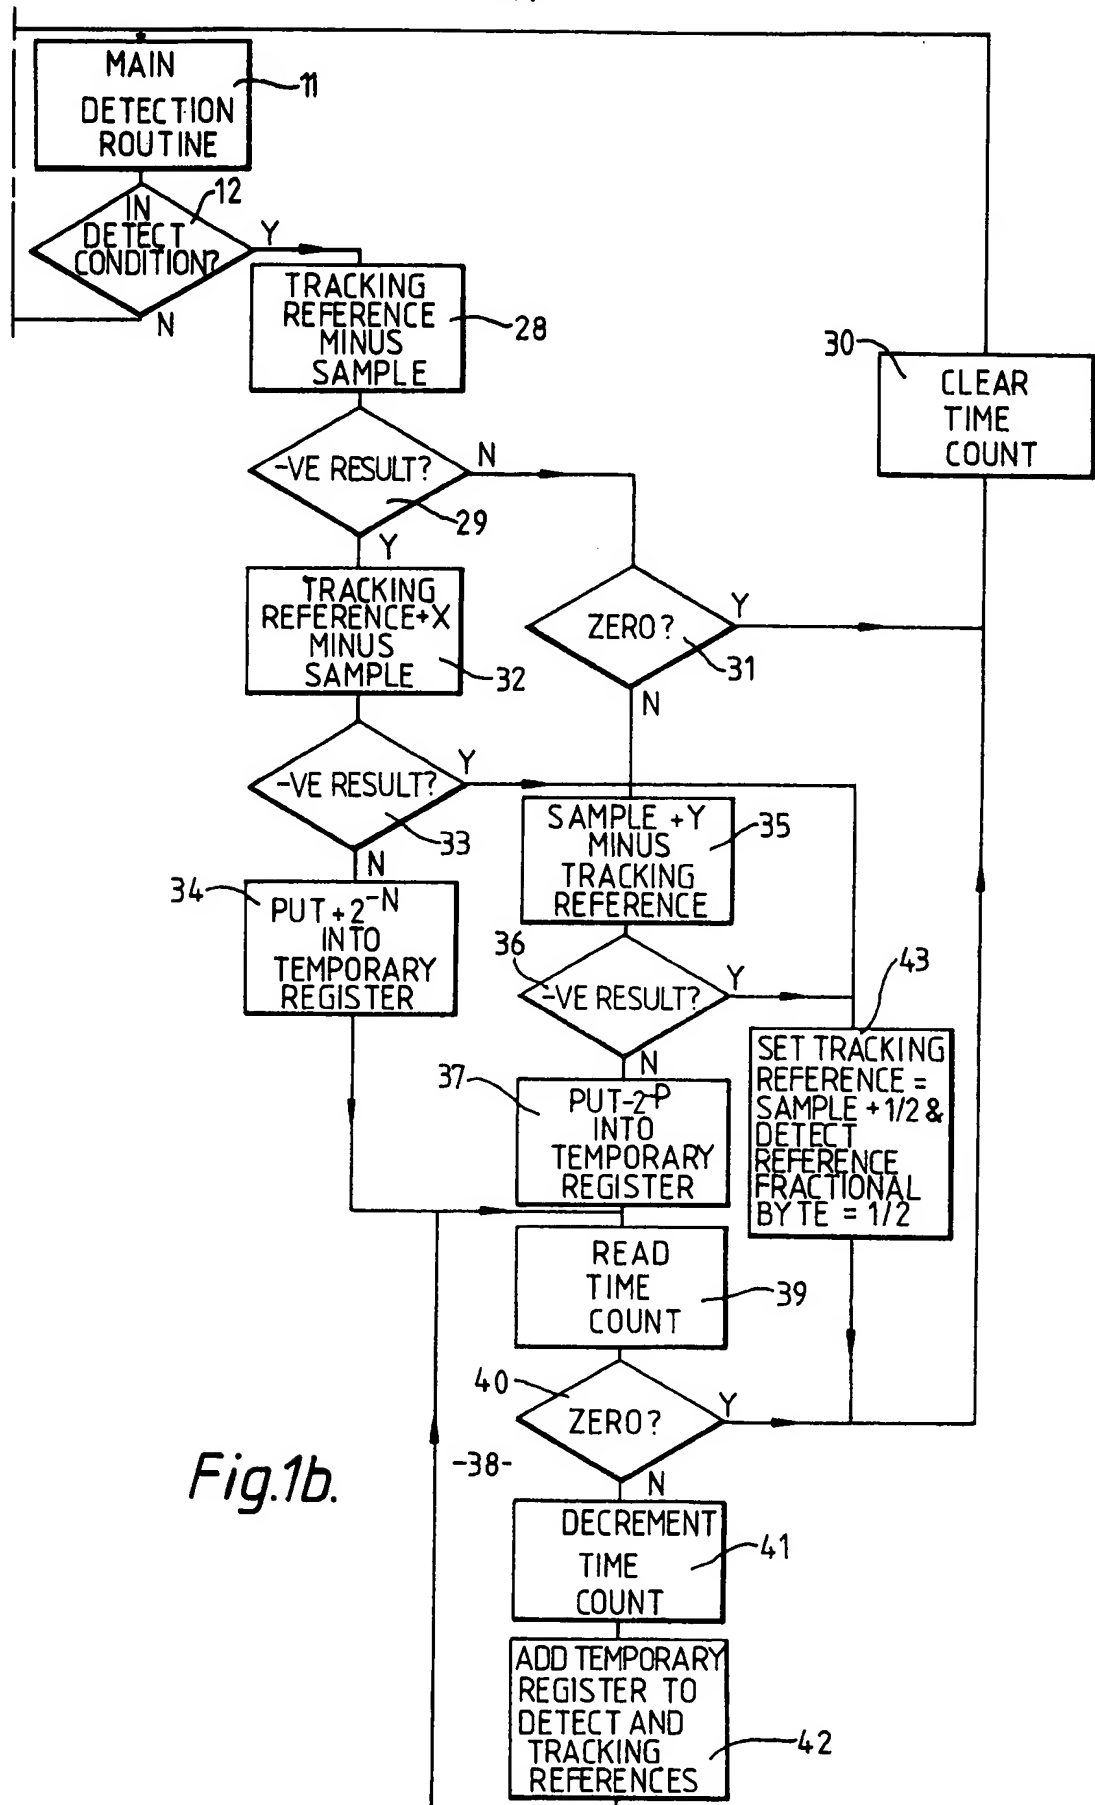 MAIN
DETECTION
ROUTINE
11
12
IN
DETECT
CONDITION?
Y
N
TRACKING
REFERENCE
MINUS
SAMPLE
28
30
CLEAR
TIME
COUNT
-VE RESULT?
N
29
Y
TRACKING
REFERENCE+X
MINUS
SAMPLE
32
ZERO?
Y
31
N
-VE RESULT?
Y
33
N
SAMPLE +Y
MINUS
TRACKING
REFERENCE
35
34
PUT +2^-N
INTO
TEMPORARY
REGISTER
36
-VE RESULT?
Y
N
43
SET TRACKING
REFERENCE =
SAMPLE + 1/2 &
DETECT
REFERENCE
FRACTIONAL
BYTE = 1/2
37
PUT-2^-P
INTO
TEMPORARY
REGISTER
READ
TIME
COUNT
39
40
ZERO?
Y
N
-38-
Fig.1b.
DECREMENT
TIME
COUNT
41
ADD TEMPORARY
REGISTER TO
DETECT AND
TRACKING
REFERENCES
42